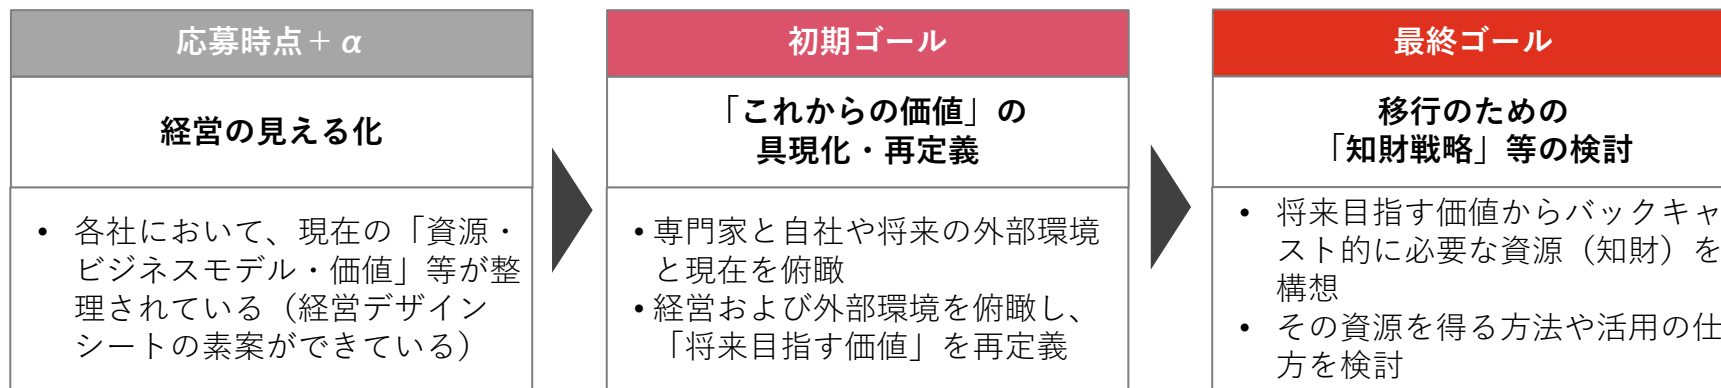 応募時点+α
経営の見える化
• 各社において、現在の「資源・
ビジネスモデル・価値」等が整
理されている（経営デザイン
シートの素案ができている）
初期ゴール
「これからの価値」の
具現化・再定義
• 専門家と自社や将来の外部環境
と現在を俯瞰
• 経営および外部環境を俯瞰し、
「将来目指す価値」を再定義
最終ゴール
移行のための
「知財戦略」等の検討
• 将来目指す価値からバックキャ
スト的に必要な資源（知財）を
構想
• その資源を得る方法や活用の仕
方を検討